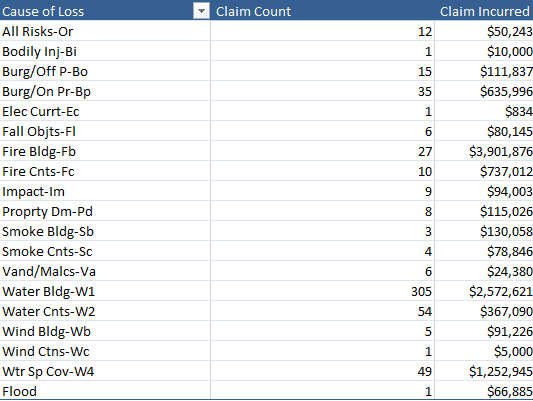 Cause of Loss Claim Count Claim Incurred
All Risks-Or 12 $50,243
Bodily Inj-Bi 1 $10,000
Burg/Off P-Bo 15 $111,837
Burg/On Pr-Bp 35 $635,996
Elec Currt-Ec 1 $834
Fall Objts-Fl 6 $80,145
Fire Bldg-Fb 27 $3,901,876
Fire Cnts-Fc 10 $737,012
Impact-Im 9 $94,003
Proprty Dm-Pd 8 $115,026
Smoke Bldg-Sb 3 $130,058
Smoke Cnts-Sc 4 $78,846
Vand/Malcs-Va 6 $24,380
Water Bldg-W1 305 $2,572,621
Water Cnts-W2 54 $367,090
Wind Bldg-Wb 5 $91,226
Wind Ctns-Wc 1 $5,000
Wtr Sp Cov-W4 49 $1,252,945
Flood 1 $66,885